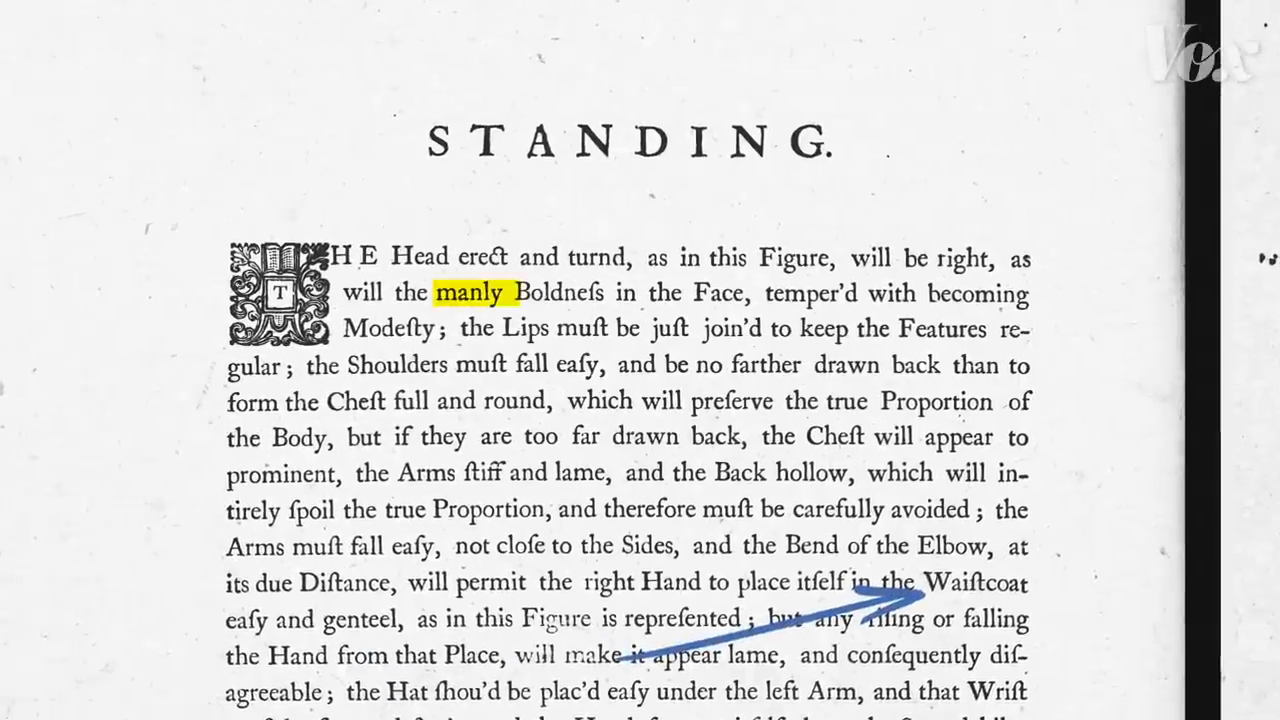 Vox
STANDING.
THE Head erect and turnd, as in this Figure, will be right, as
will the manly Boldneſs in the Face, temper'd with becoming
Modeſty; the Lips muſt be juſt join'd to keep the Features re-
gular; the Shoulders muſt fall eaſy, and be no farther drawn back than to
form the Cheſt full and round, which will preſerve the true Proportion of
the Body, but if they are too far drawn back, the Cheſt will appear to
prominent, the Arms ſtiff and lame, and the Back hollow, which will in-
tirely ſpoil the true Proportion, and therefore muſt be carefully avoided; the
Arms muſt fall eaſy, not cloſe to the Sides, and the Bend of the Elbow, at
its due Diſtance, will permit the right Hand to place itſelf in the Waiſtcoat
eaſy and genteel, as in this Figure is repreſented; but any riſing or falling
the Hand from that Place, will make it appear lame, and conſequently diſ-
agreeable; the Hat ſhou'd be plac'd eaſy under the left Arm, and that Wriſt